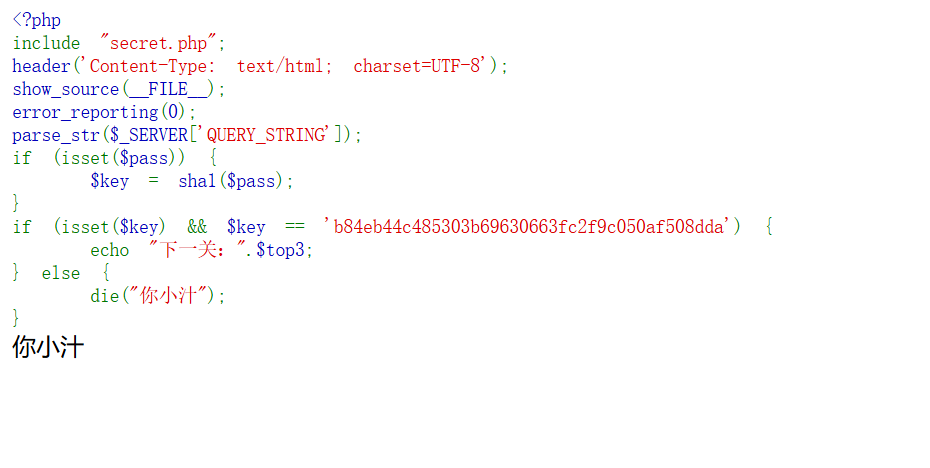 <?php
include "secret.php";
header('Content-Type: text/html; charset=UTF-8');
show_source(__FILE__);
error_reporting(0);
parse_str($_SERVER['QUERY_STRING']);
if (isset($pass)) {
$key = sha1($pass);
}
if (isset($key) && $key == 'b84eb44c485303b69630663fc2f9c050af508dda') {
echo "下一关：".$top3;
} else {
die("你小汁");
}
你小汁